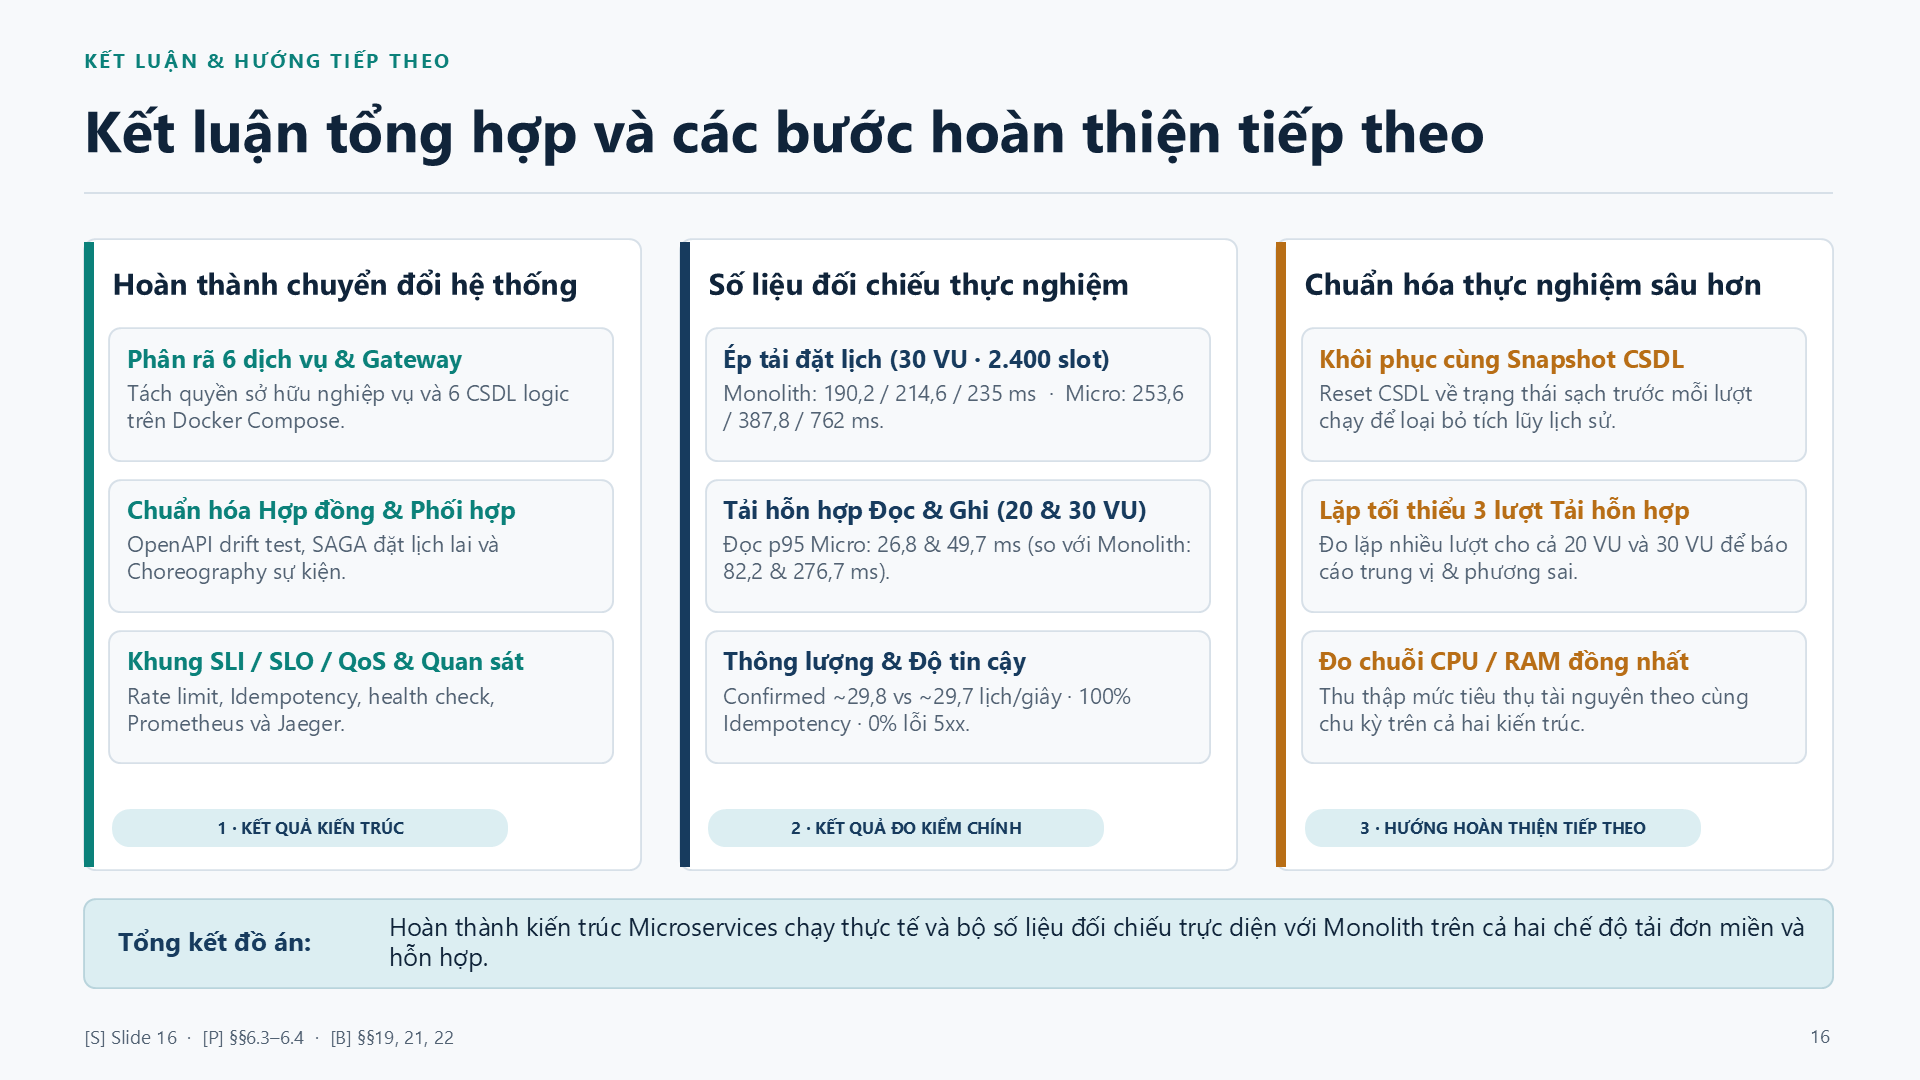 KẾT LUẬN & HƯỚNG TIẾP THEO
Kết luận tổng hợp và các bước hoàn thiện tiếp theo
Hoàn thành chuyển đổi hệ thống
Phân rã 6 dịch vụ & Gateway
Tách quyền sở hữu nghiệp vụ và 6 CSDL logic
trên Docker Compose.
Chuẩn hóa Hợp đồng & Phối hợp
OpenAPI drift test, SAGA đặt lịch lai và
Choreography sự kiện.
Khung SLI / SLO / QoS & Quan sát
Rate limit, Idempotency, health check,
Prometheus và Jaeger.
1 · KẾT QUẢ KIẾN TRÚC
Số liệu đối chiếu thực nghiệm
Ép tải đặt lịch (30 VU · 2.400 slot)
Monolith: 190,2 / 214,6 / 235 ms · Micro: 253,6
/ 387,8 / 762 ms.
Tải hỗn hợp Đọc & Ghi (20 & 30 VU)
Đọc p95 Micro: 26,8 & 49,7 ms (so với Monolith:
82,2 & 276,7 ms).
Thông lượng & Độ tin cậy
Confirmed ~29,8 vs ~29,7 lịch/giây · 100%
Idempotency · 0% lỗi 5xx.
2 · KẾT QUẢ ĐO KIỂM CHÍNH
Chuẩn hóa thực nghiệm sâu hơn
Khôi phục cùng Snapshot CSDL
Reset CSDL về trạng thái sạch trước mỗi lượt
chạy để loại bỏ tích lũy lịch sử.
Lặp tối thiểu 3 lượt Tải hỗn hợp
Đo lặp nhiều lượt cho cả 20 VU và 30 VU để báo
cáo trung vị & phương sai.
Đo chuỗi CPU / RAM đồng nhất
Thu thập mức tiêu thụ tài nguyên theo cùng
chu kỳ trên cả hai kiến trúc.
3 · HƯỚNG HOÀN THIỆN TIẾP THEO
Tổng kết đồ án:
Hoàn thành kiến trúc Microservices chạy thực tế và bộ số liệu đối chiếu trực diện với Monolith trên cả hai chế độ tải đơn miền và
hỗn hợp.
[S] Slide 16 · [P] §§6.3–6.4 · [B] §§19, 21, 22
16